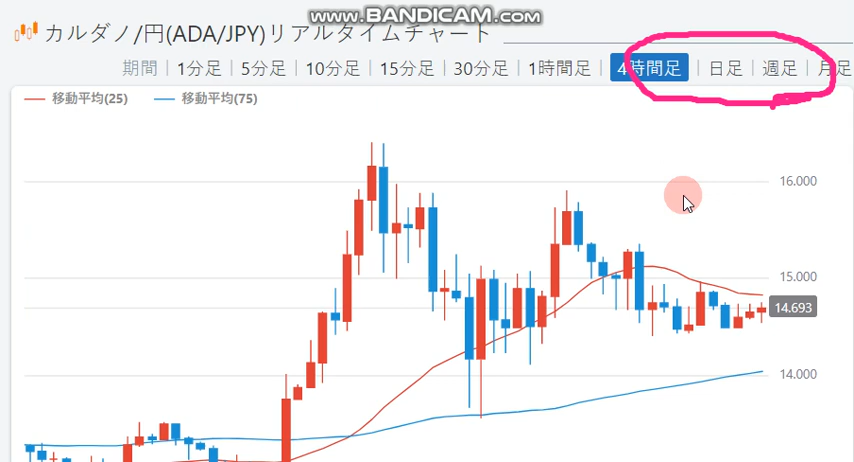 www.BANDICAM.com
カルダノ/円(ADA/JPY)リアルタイムチャート
期間 | 1分足 | 5分足 | 10分足 | 15分足 | 30分足 | 1時間足 | 4時間足 | 日足 | 週足 | 月足
移動平均(25) 移動平均(75)
16.000
15.000
14.693
14.000